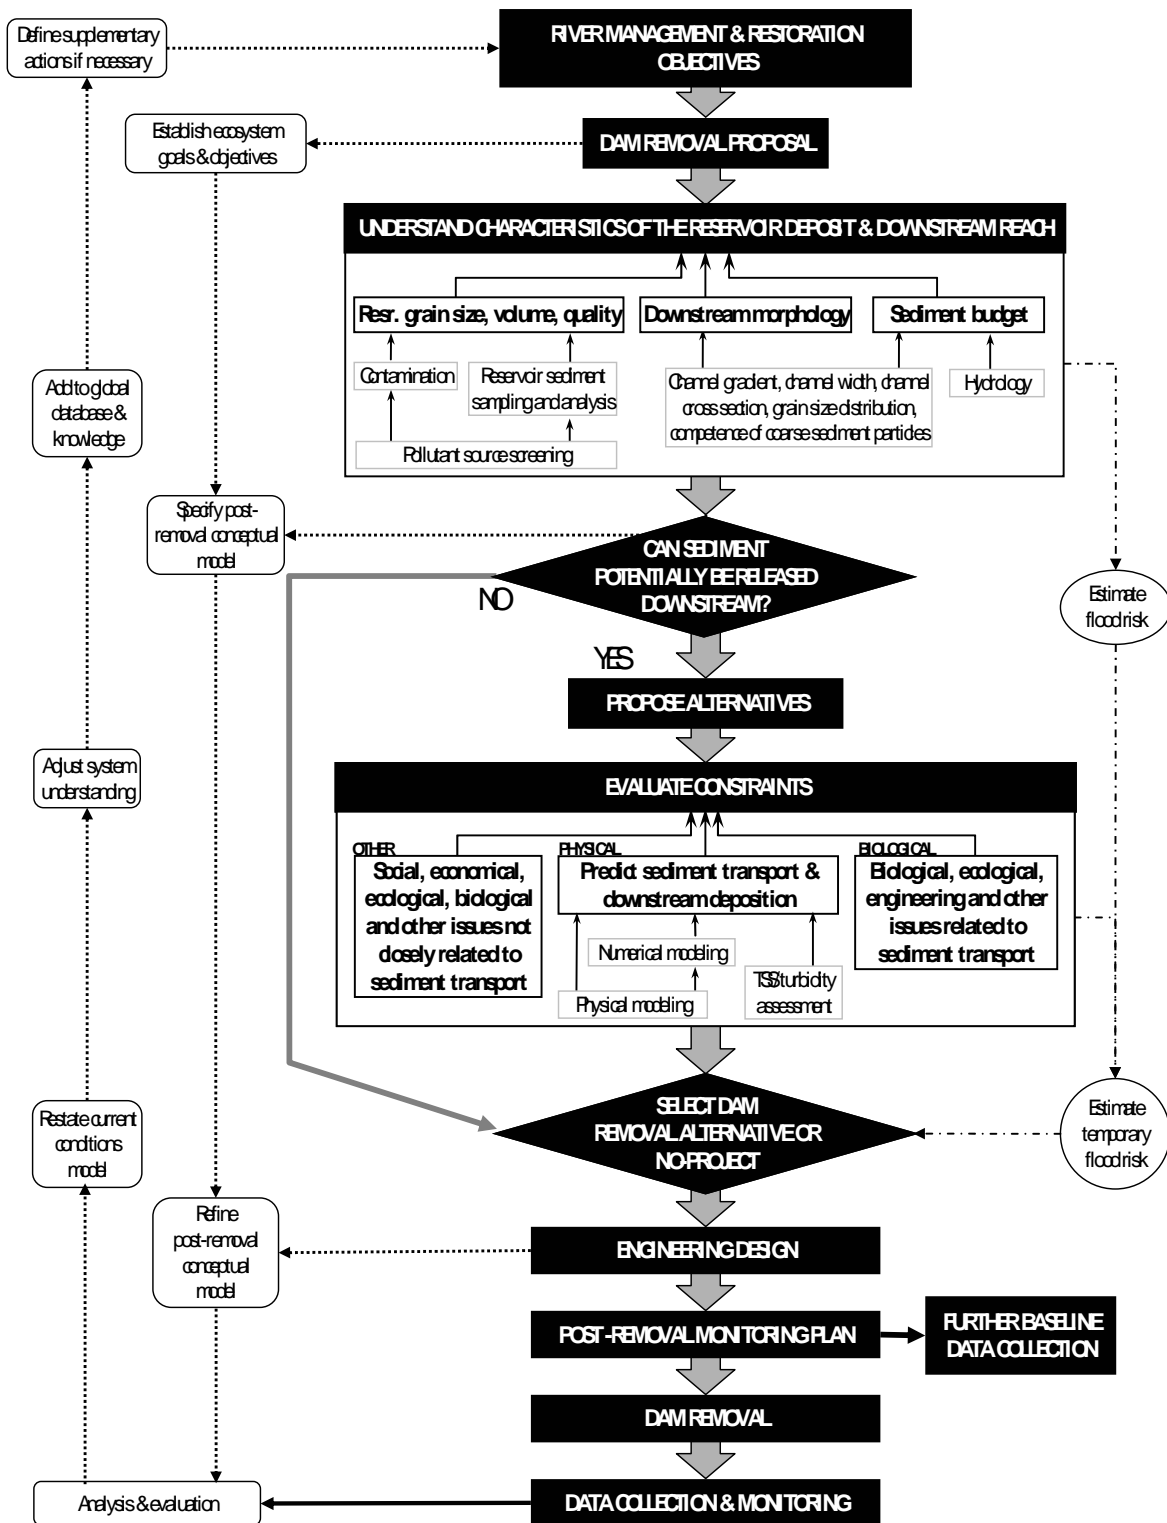 Define supplementary
actions if necessary
RIVER MANAGEMENT & RESTORATION
OBJECTIVES
Establish ecosystem
goals & objectives
DAM REMOVAL PROPOSAL
UNDERSTAND CHARACTERISTICS OF THE RESERVOIR DEPOSIT & DOWNSTREAM REACH
Resr. grain size, volume, quality
Downstream morphology
Sediment budget
Contamination
Reservoir sediment
sampling and analysis
Channel gradient, channel width, channel
cross section, grain size distribution,
competence of coarse sediment particles
Hydrology
Pollutant source screening
Add to global
database &
knowledge
Specify post-
removal conceptual
model
CAN SEDIMENT
POTENTIALLY BE RELEASED
DOWNSTREAM?
NO
YES
Estimate
flood risk
PROPOSE ALTERNATIVES
Adjust system
understanding
EVALUATE CONSTRAINTS
OTHER
Social, economical,
ecological, biological
and other issues not
closely related to
sediment transport
PHYSICAL
Predict sediment transport &
downstream deposition
Numerical modeling
Physical modeling
TSS/turbidity
assessment
BIOLOGICAL
Biological, ecological,
engineering and other
issues related to
sediment transport
Restate current
conditions
model
SELECT DAM
REMOVAL ALTERNATIVE OR
NO-PROJECT
Estimate
temporary
flood risk
Refine
post-removal
conceptual
model
ENGINEERING DESIGN
POST-REMOVAL MONITORING PLAN
FURTHER BASELINE
DATA COLLECTION
DAM REMOVAL
Analysis & evaluation
DATA COLLECTION & MONITORING